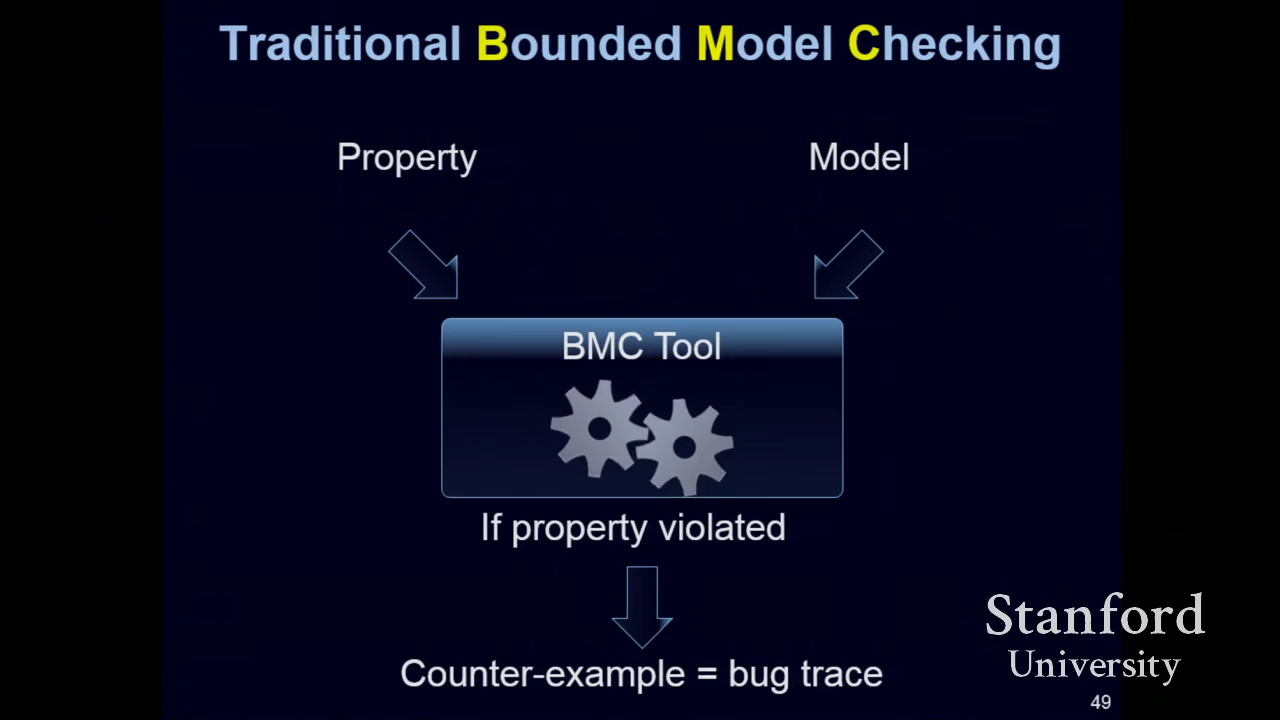 Traditional Bounded Model Checking
Property
Model
BMC Tool
If property violated
Counter-example = bug trace
Stanford
University
49